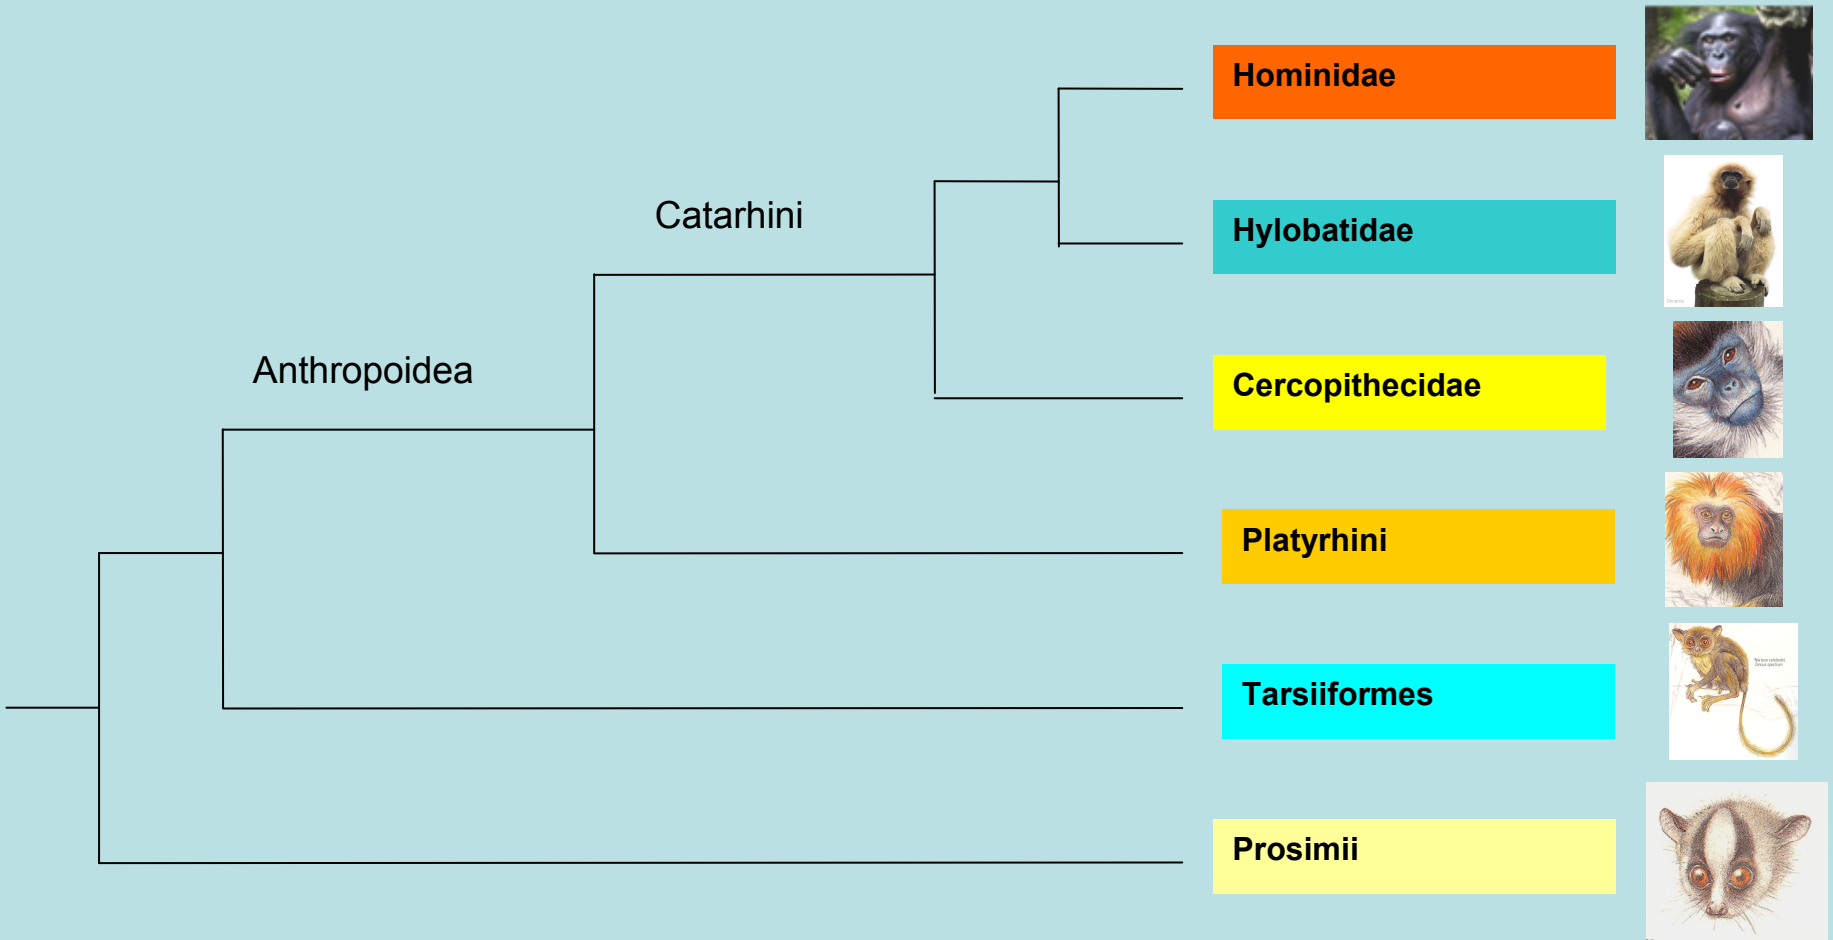 Hominidae
Catarhini
Hylobatidae
Anthropoidea
Cercopithecidae
Platyrhini
Tarsiiformes
Prosimii